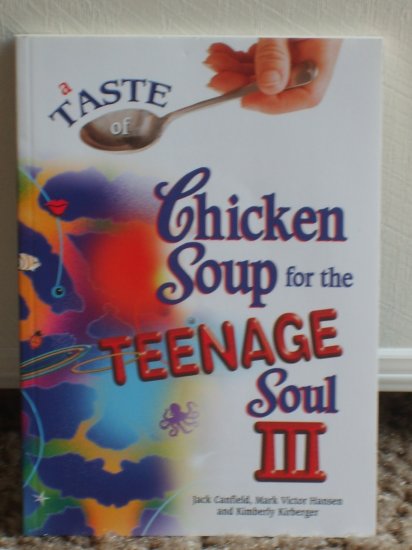 a
TASTE
of
Chicken
Soup for the
TEENAGE
Soul
III
Jack Canfield, Mark Victor Hansen
and Kimberly Kirberger